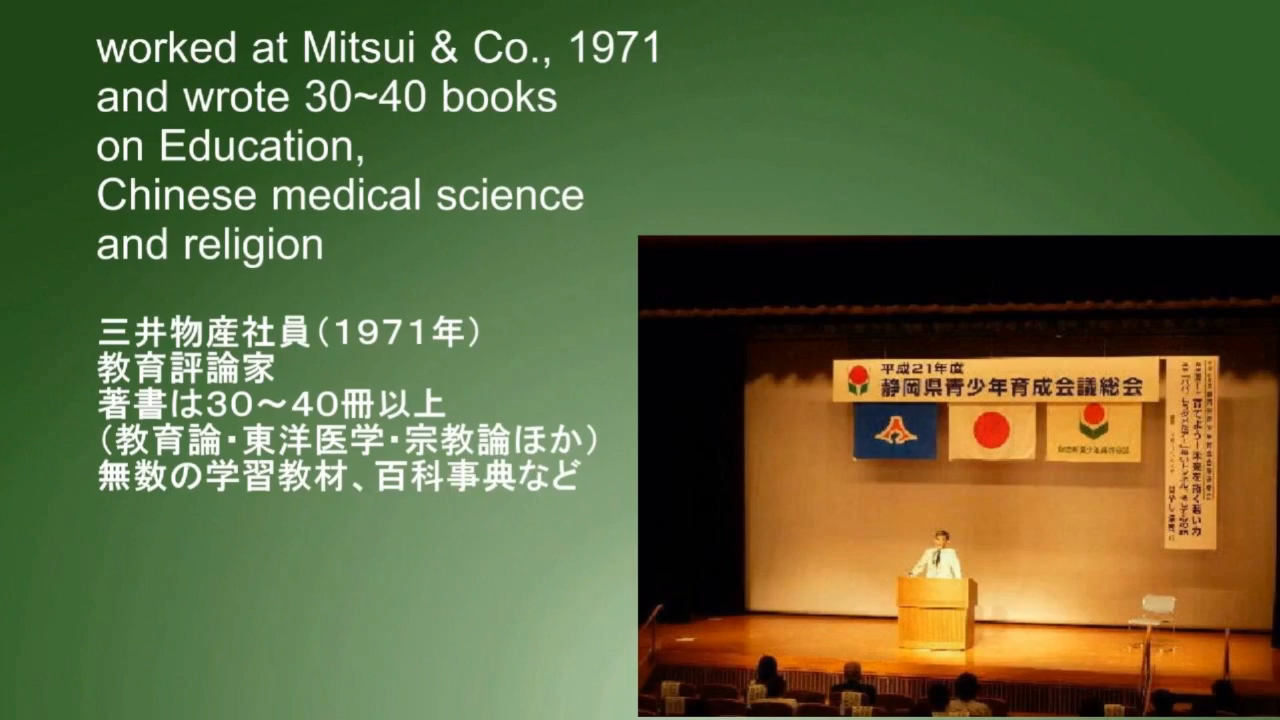 worked at Mitsui & Co., 1971
and wrote 30~40 books
on Education,
Chinese medical science
and religion
三井物産社員（１９７１年）
教育評論家
著書は３０～４０冊以上
（教育論・東洋医学・宗教論ほか）
無数の学習教材、百科事典など
平成２１年度
静岡県青少年育成会議総会